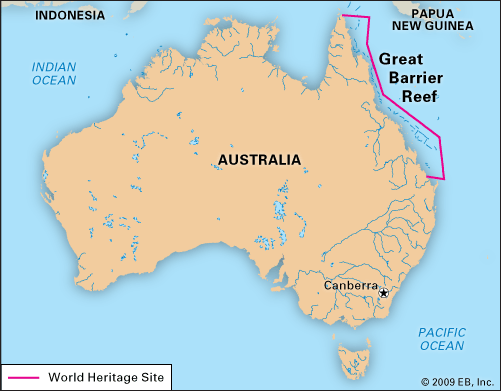 INDONESIA
PAPUA
NEW GUINEA
INDIAN
OCEAN
Great
Barrier
Reef
AUSTRALIA
Canberra
PACIFIC
OCEAN
World Heritage Site
© 2009 EB, Inc.